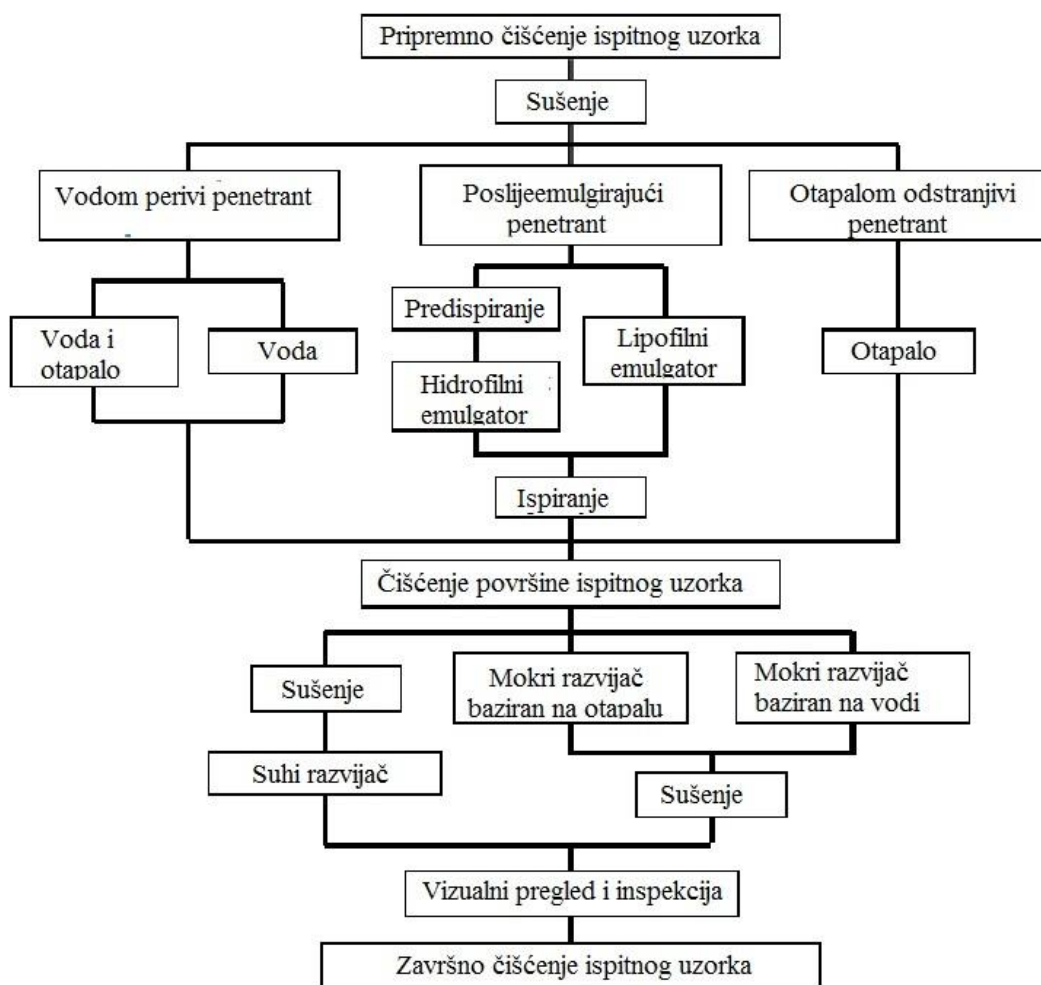 Pripremno čišćenje ispitnog uzorka
Sušenje
Vodom perivi penetrant
Poslijeemulgirajući
penetrant
Otapalom odstranjivi
penetrant
Predispiranje
Voda i
otapalo
Voda
Lipofilni
emulgator
Otapalo
Hidrofilni
emulgator
Ispiranje
Čišćenje površine ispitnog uzorka
Sušenje
Mokri razvijač
baziran na otapalu
Mokri razvijač
baziran na vodi
Suhi razvijač
Sušenje
Vizualni pregled i inspekcija
Završno čišćenje ispitnog uzorka